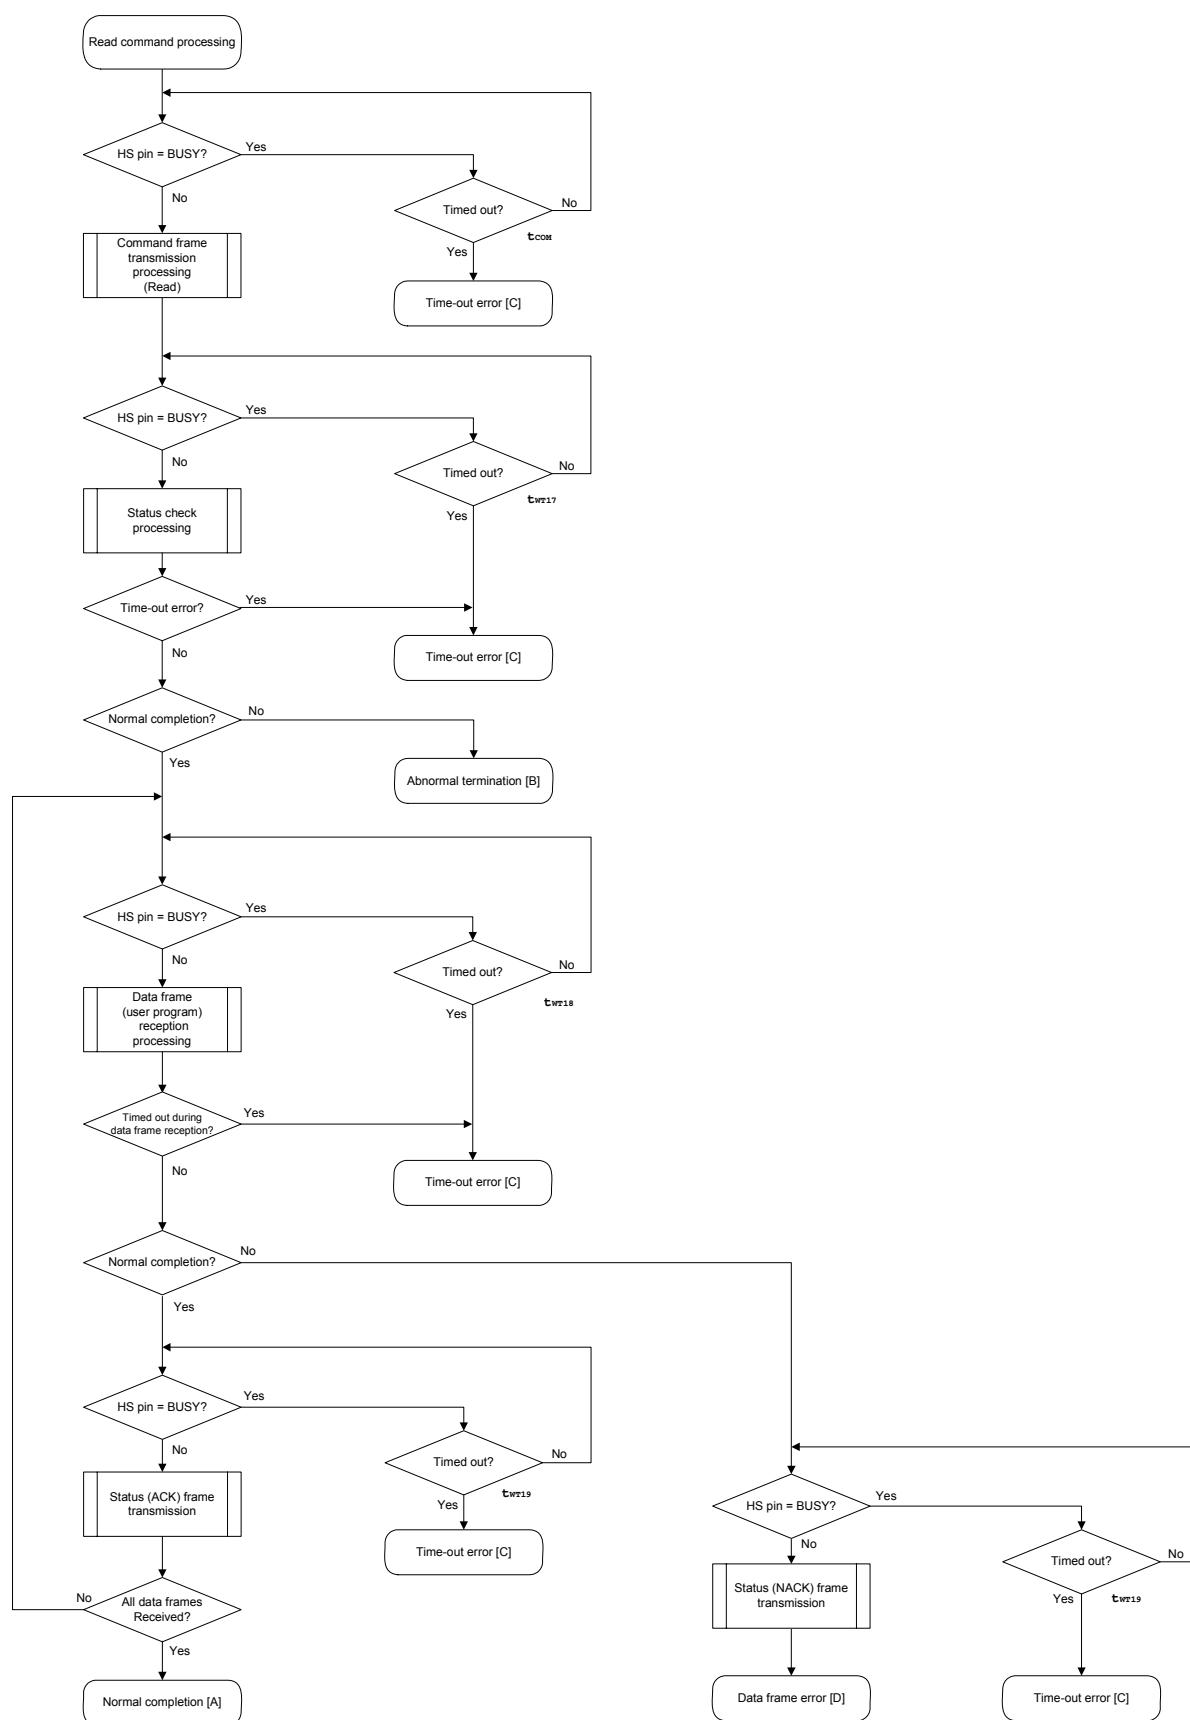 Read command processing
HS pin = BUSY?
Yes
No
Timed out?
No
tCOM
Yes
Command frame
transmission
processing
(Read)
Time-out error [C]
HS pin = BUSY?
Yes
No
Timed out?
No
tWT17
Yes
Status check
processing
Time-out error?
Yes
No
Time-out error [C]
Normal completion?
No
Yes
Abnormal termination [B]
HS pin = BUSY?
Yes
No
Timed out?
No
tWT18
Yes
Data frame
(user program)
reception
processing
Timed out during
data frame reception?
Yes
No
Time-out error [C]
Normal completion?
No
Yes
HS pin = BUSY?
Yes
No
Timed out?
No
tWT19
Yes
Status (ACK) frame
transmission
Time-out error [C]
All data frames
Received?
No
Yes
Normal completion [A]
HS pin = BUSY?
Yes
No
Timed out?
No
tWT19
Yes
Status (NACK) frame
transmission
Data frame error [D]
Time-out error [C]